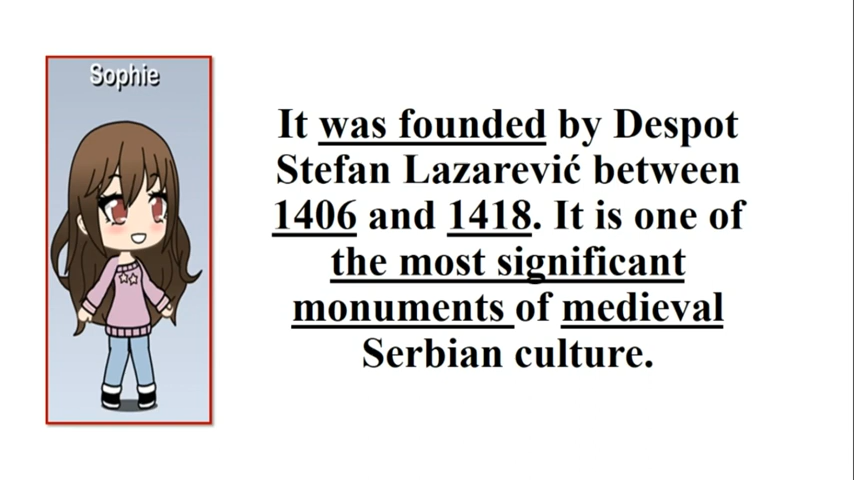 Sophie
It was founded by Despot
Stefan Lazarević between
1406 and 1418. It is one of
the most significant
monuments of medieval
Serbian culture.